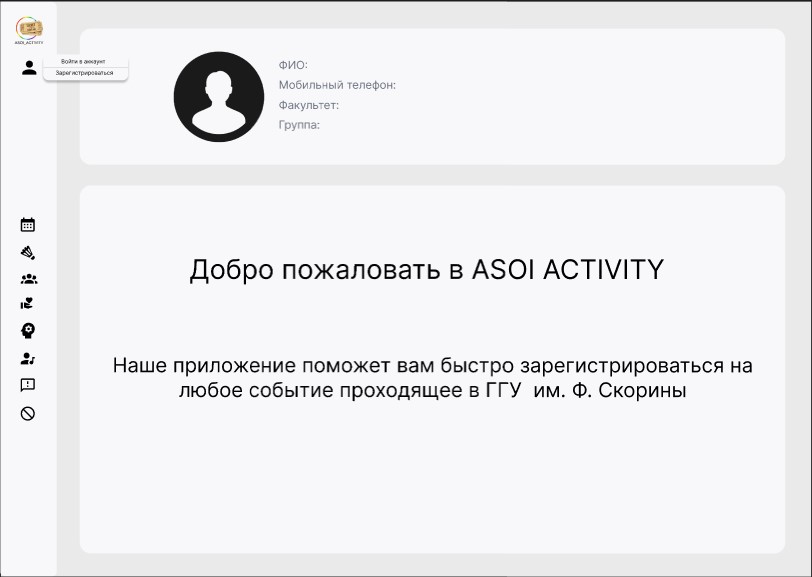 ASOI_ACTIVITY
Войти в аккаунт
Зарегистрироваться
ФИО:
Мобильный телефон:
Факультет:
Группа:
Добро пожаловать в ASOI ACTIVITY
Наше приложение поможет вам быстро зарегистрироваться на
любое событие проходящее в ГГУ им. Ф. Скорины